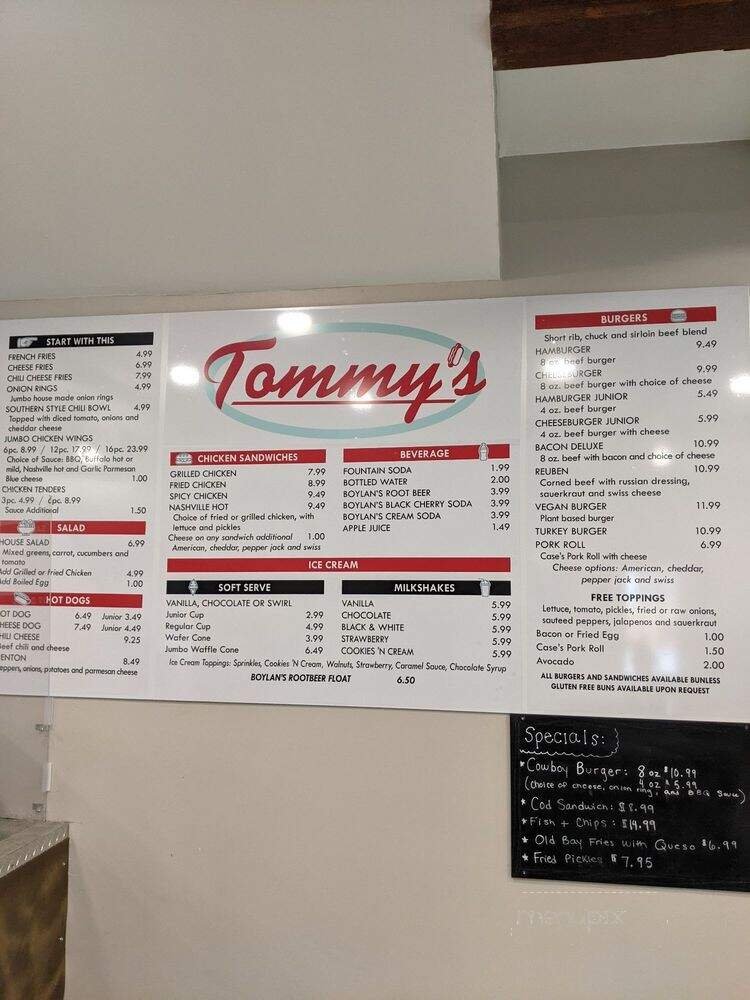 START WITH THIS
FRENCH FRIES 4.99
CHEESE FRIES 6.99
CHILI CHEESE FRIES 7.99
ONION RINGS 4.99
Jumbo house made onion rings
SOUTHERN STYLE CHILI BOWL 4.99
Topped with diced tomato, onions and
cheddar cheese
JUMBO CHICKEN WINGS
6pc. 8.99 / 12pc. 17.99 / 16pc. 23.99
Choice of Sauce: BBQ, Buffalo hot or
mild, Nashville hot and Garlic Parmesan
Blue cheese 1.00
CHICKEN TENDERS
3pc. 4.99 / 6pc. 8.99
Sauce Additional 1.50
SALAD
HOUSE SALAD 6.99
Mixed greens, carrot, cucumbers and
tomato
Add Grilled or Fried Chicken 4.99
Add Boiled Egg 1.00
HOT DOGS
OT DOG 6.49 Junior 3.49
HEESE DOG 7.49 Junior 4.49
HILI CHEESE 9.25
eef chili and cheese
ENTON 8.49
eppers, onions, potatoes and parmesan cheese
Tommy's
CHICKEN SANDWICHES
GRILLED CHICKEN 7.99
FRIED CHICKEN 8.99
SPICY CHICKEN 9.49
NASHVILLE HOT 9.49
Choice of fried or grilled chicken, with
lettuce and pickles
Cheese on any sandwich additional 1.00
American, cheddar, pepper jack and swiss
BEVERAGE
FOUNTAIN SODA 1.99
BOTTLED WATER 2.00
BOYLAN'S ROOT BEER 3.99
BOYLAN'S BLACK CHERRY SODA 3.99
BOYLAN'S CREAM SODA 3.99
APPLE JUICE 1.49
ICE CREAM
SOFT SERVE
VANILLA, CHOCOLATE OR SWIRL
Junior Cup 2.99
Regular Cup 4.99
Wafer Cone 3.99
Jumbo Waffle Cone 6.49
MILKSHAKES
VANILLA 5.99
CHOCOLATE 5.99
BLACK & WHITE 5.99
STRAWBERRY 5.99
COOKIES 'N CREAM 5.99
Ice Cream Toppings: Sprinkles, Cookies 'N Cream, Walnuts, Strawberry, Caramel Sauce, Chocolate Syrup
BOYLAN'S ROOTBEER FLOAT 6.50
BURGERS
Short rib, chuck and sirloin beef blend
HAMBURGER 9.49
8 oz. beef burger
CHEESEBURGER 9.99
8 oz. beef burger with choice of cheese
HAMBURGER JUNIOR 5.49
4 oz. beef burger
CHEESEBURGER JUNIOR 5.99
4 oz. beef burger with cheese
BACON DELUXE 10.99
8 oz. beef with bacon and choice of cheese
REUBEN 10.99
Corned beef with russian dressing,
sauerkraut and swiss cheese
VEGAN BURGER 11.99
Plant based burger
TURKEY BURGER 10.99
PORK ROLL 6.99
Case's Pork Roll with cheese
Cheese options: American, cheddar,
pepper jack and swiss
FREE TOPPINGS
Lettuce, tomato, pickles, fried or raw onions,
sauteed peppers, jalapenos and sauerkraut
Bacon or Fried Egg 1.00
Case's Pork Roll 1.50
Avocado 2.00
ALL BURGERS AND SANDWICHES AVAILABLE BUNLESS
GLUTEN FREE BUNS AVAILABLE UPON REQUEST
Specials:
* Cowboy Burger: 8 oz $10.99
4 oz $5.99
(choice of cheese, onion ring, and BBQ Sauce)
* Cod Sandwich: $8.99
* Fish + Chips: $14.99
* Old Bay Fries with Queso $6.99
* Fried Pickles $7.95
menupix